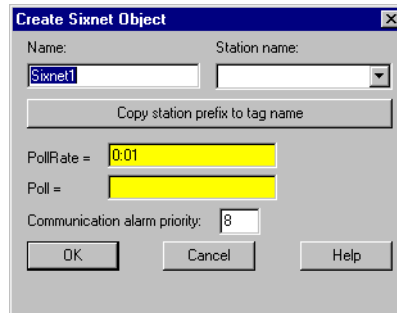 Create Sixnet Object
Name: Station name:
Sixnet1
Copy station prefix to tag name
PollRate = 0:01
Poll =
Communication alarm priority: 8
OK Cancel Help